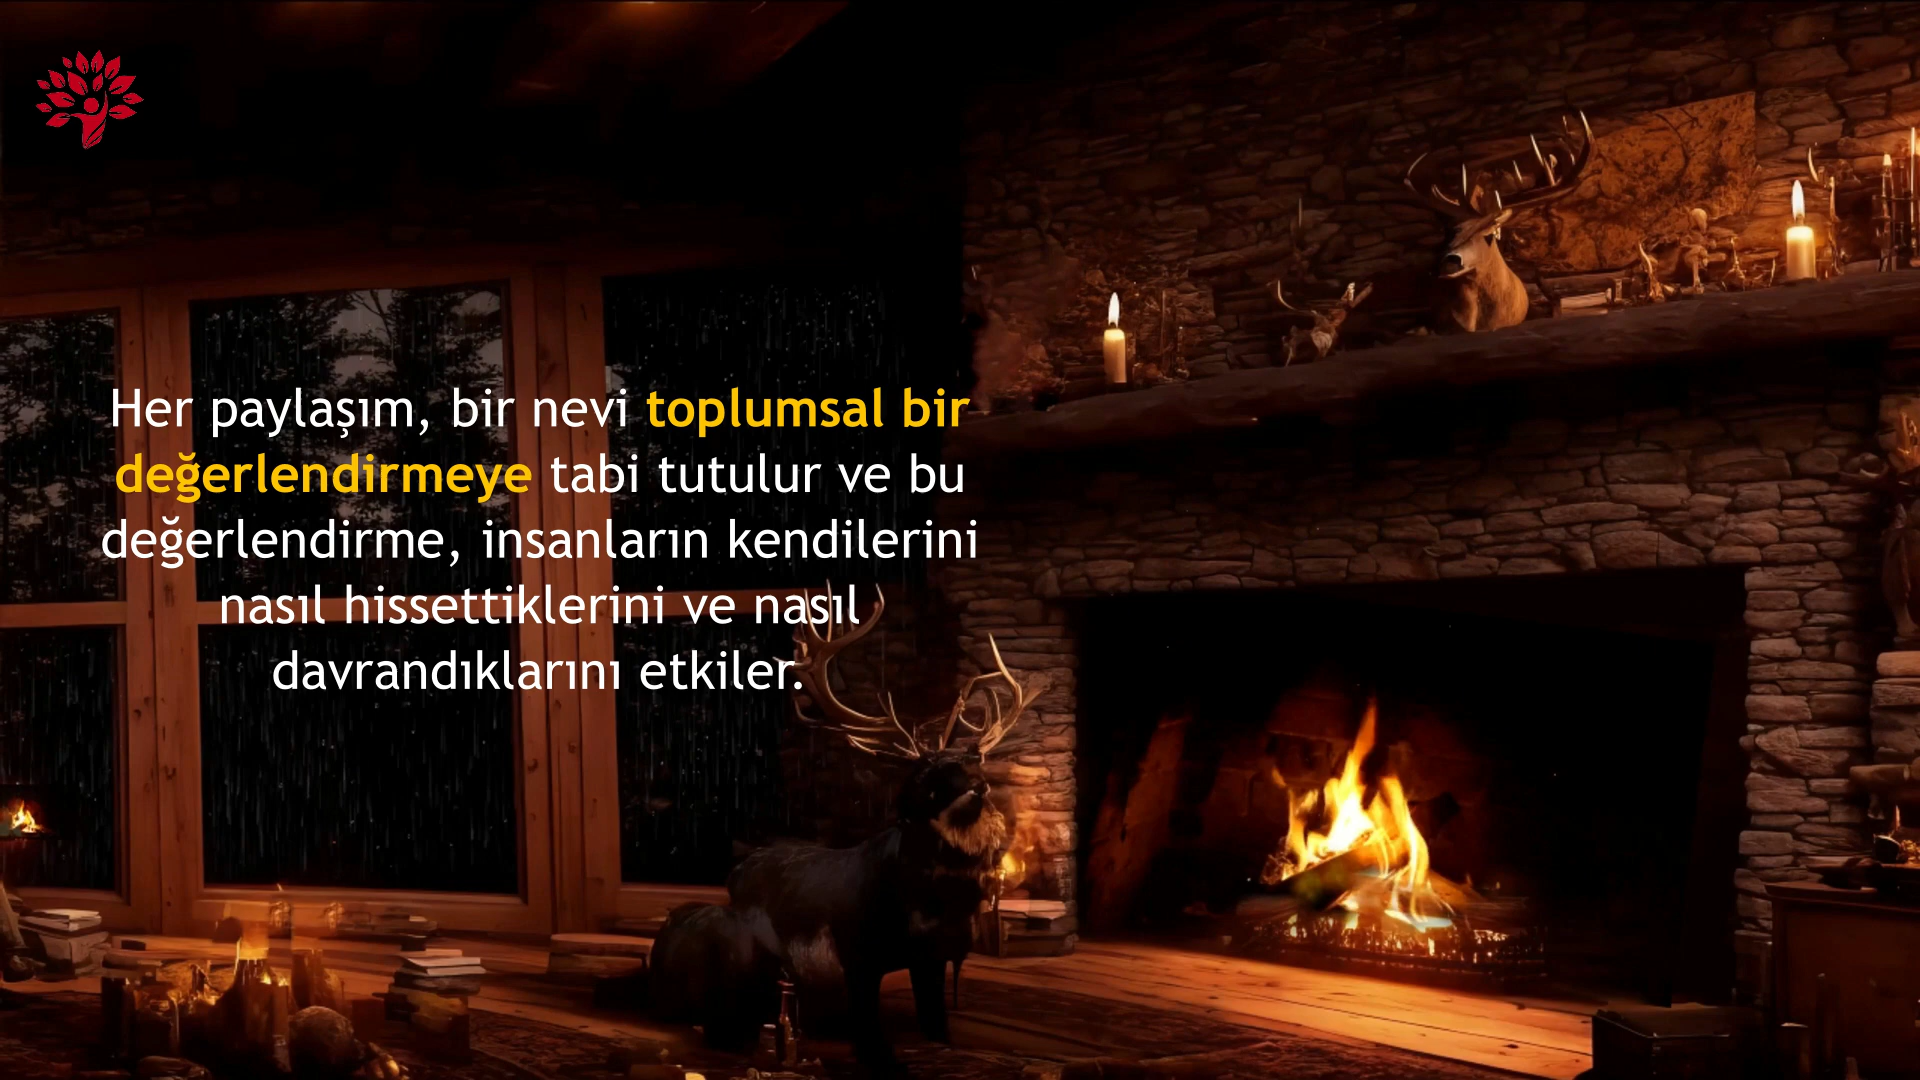 Her paylaşım, bir nevi toplumsal bir
değerlendirmeye tabi tutulur ve bu
değerlendirme, insanların kendilerini
nasıl hissettiklerini ve nasıl
davrandıklarını etkiler.